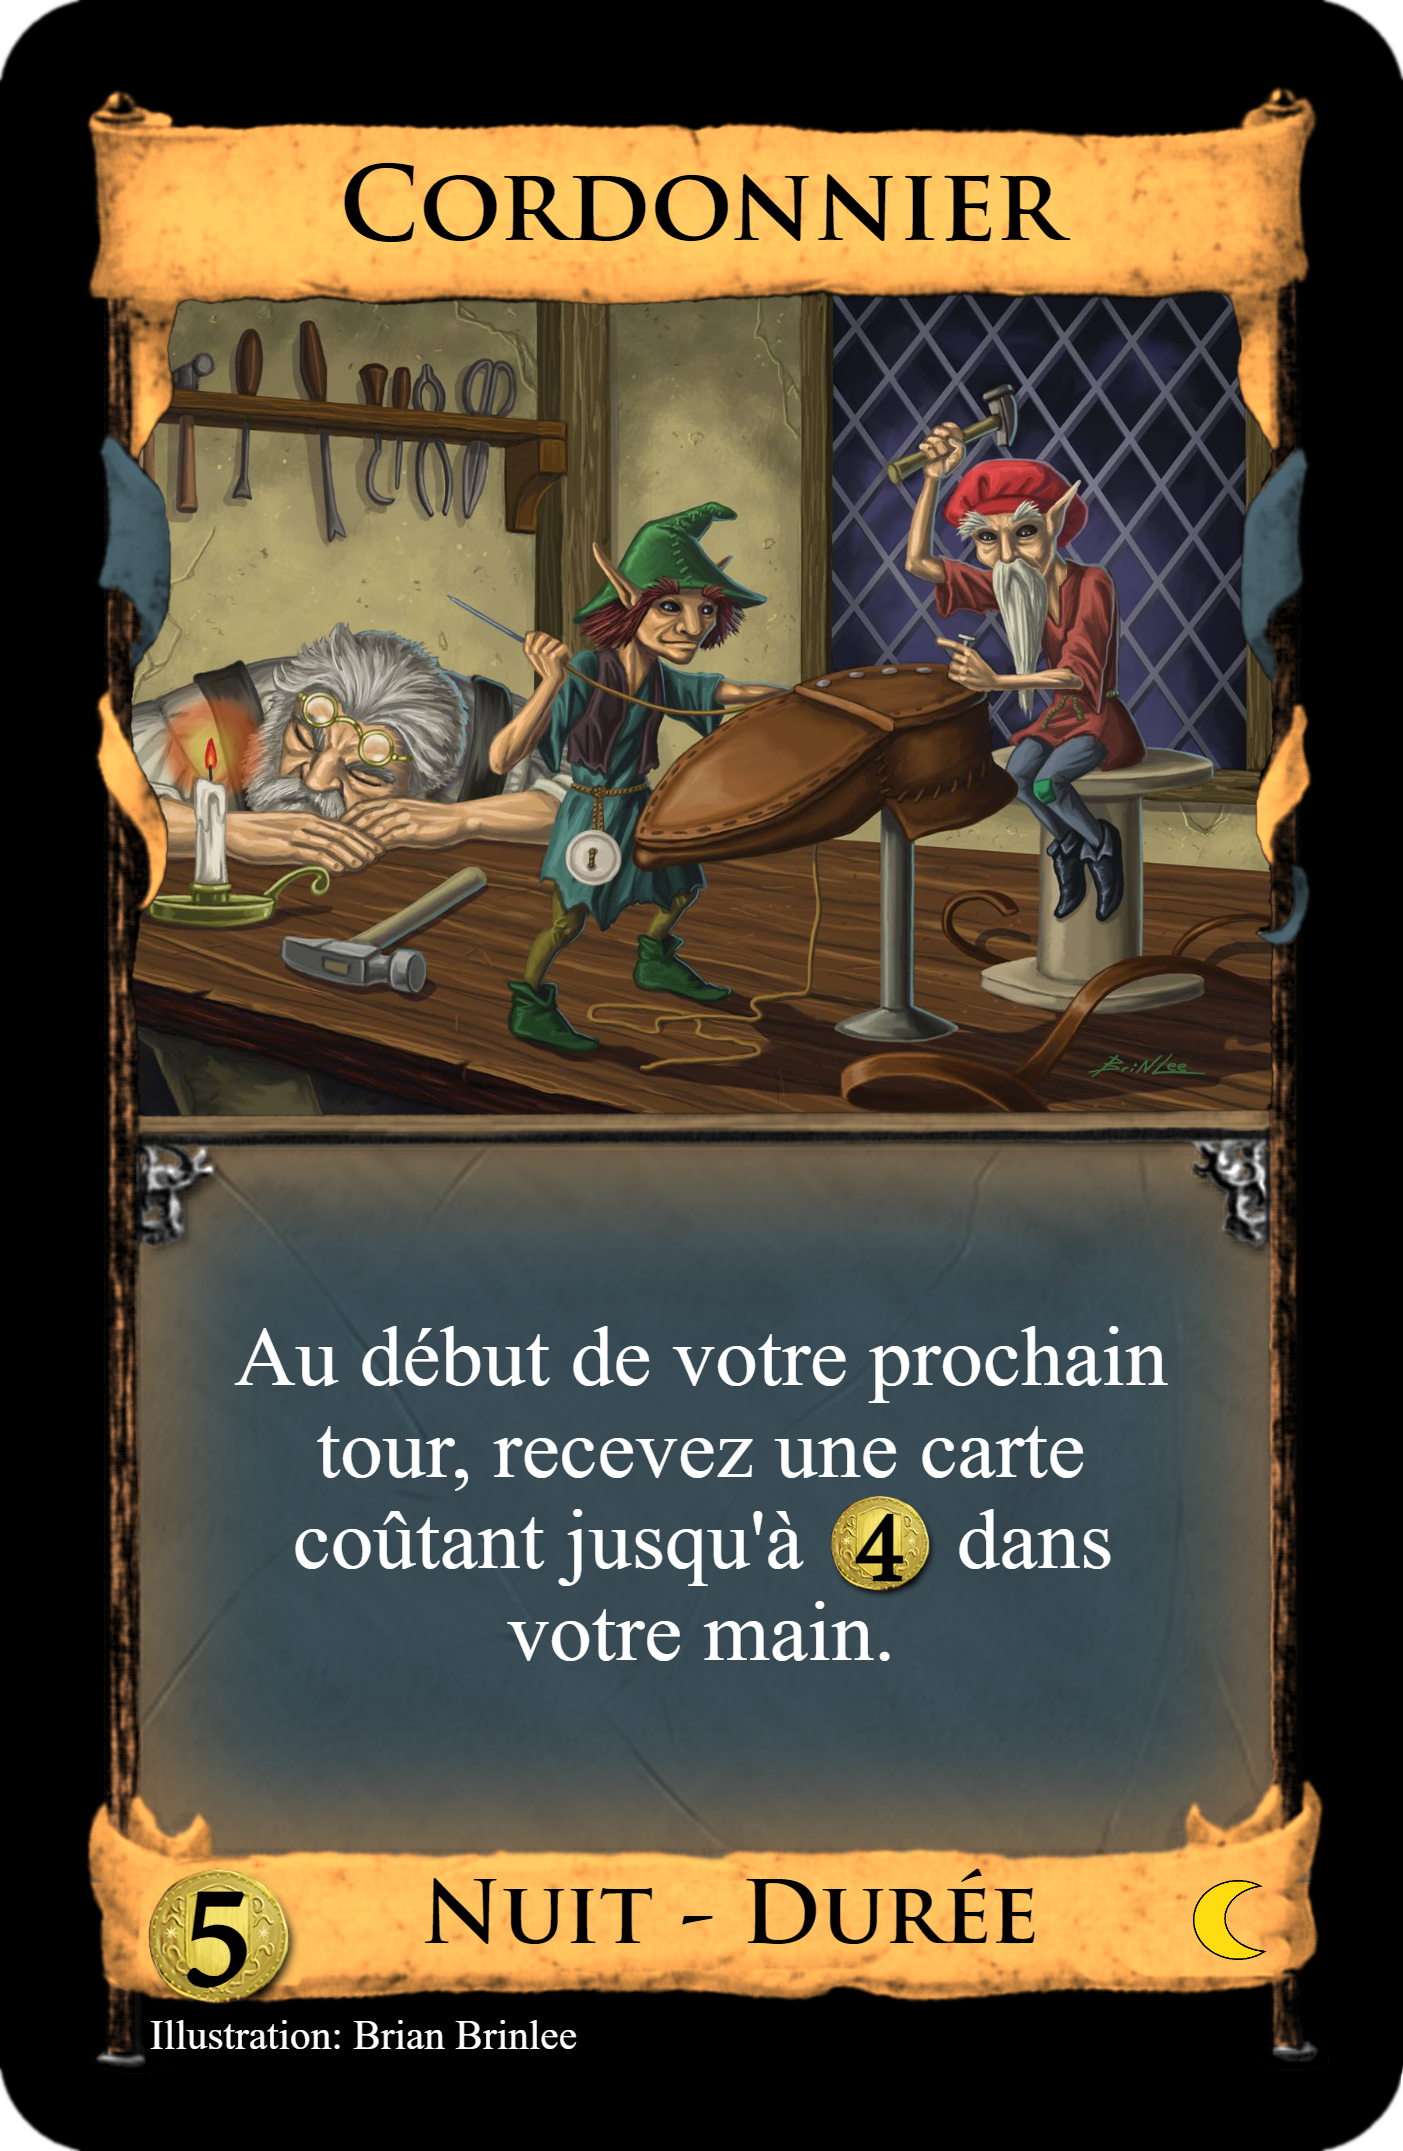 CORDONNIER
BriNLee
Au début de votre prochain
tour, recevez une carte
coûtant jusqu'à 4 dans
votre main.
5 NUIT - DURÉE
Illustration: Brian Brinlee